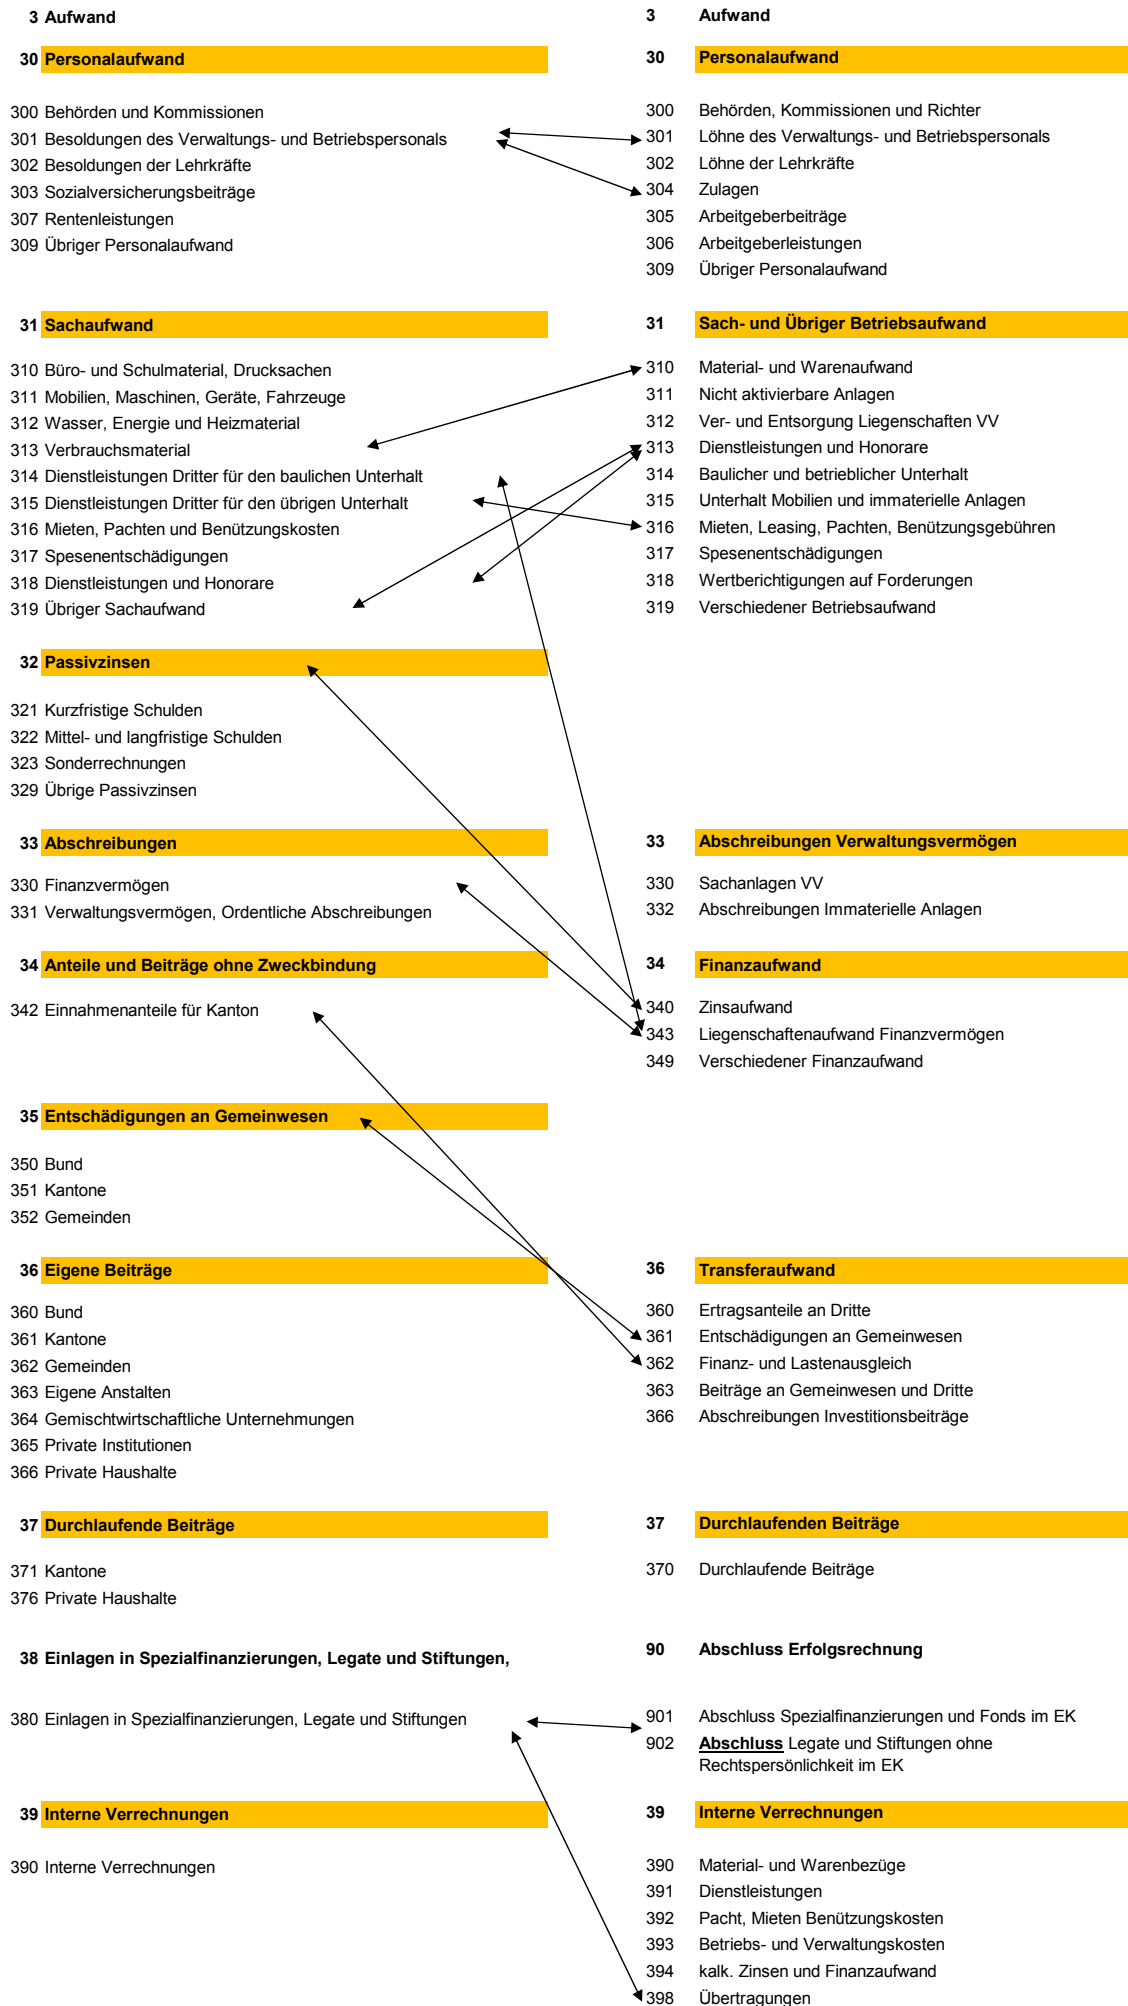 3 Aufwand
30 Personalaufwand
300 Behörden und Kommissionen
301 Besoldungen des Verwaltungs- und Betriebspersonals
302 Besoldungen der Lehrkräfte
303 Sozialversicherungsbeiträge
307 Rentenleistungen
309 Übriger Personalaufwand
31 Sachaufwand
310 Büro- und Schulmaterial, Drucksachen
311 Mobilien, Maschinen, Geräte, Fahrzeuge
312 Wasser, Energie und Heizmaterial
313 Verbrauchsmaterial
314 Dienstleistungen Dritter für den baulichen Unterhalt
315 Dienstleistungen Dritter für den übrigen Unterhalt
316 Mieten, Pachten und Benützungskosten
317 Spesenentschädigungen
318 Dienstleistungen und Honorare
319 Übriger Sachaufwand
32 Passivzinsen
321 Kurzfristige Schulden
322 Mittel- und langfristige Schulden
323 Sonderrechnungen
329 Übrige Passivzinsen
33 Abschreibungen
330 Finanzvermögen
331 Verwaltungsvermögen, Ordentliche Abschreibungen
34 Anteile und Beiträge ohne Zweckbindung
342 Einnahmenanteile für Kanton
35 Entschädigungen an Gemeinwesen
350 Bund
351 Kantone
352 Gemeinden
36 Eigene Beiträge
360 Bund
361 Kantone
362 Gemeinden
363 Eigene Anstalten
364 Gemischtwirtschaftliche Unternehmungen
365 Private Institutionen
366 Private Haushalte
37 Durchlaufende Beiträge
371 Kantone
376 Private Haushalte
38 Einlagen in Spezialfinanzierungen, Legate und Stiftungen,
380 Einlagen in Spezialfinanzierungen, Legate und Stiftungen
39 Interne Verrechnungen
390 Interne Verrechnungen
3 Aufwand
30 Personalaufwand
300 Behörden, Kommissionen und Richter
301 Löhne des Verwaltungs- und Betriebspersonals
302 Löhne der Lehrkräfte
304 Zulagen
305 Arbeitgeberbeiträge
306 Arbeitgeberleistungen
309 Übriger Personalaufwand
31 Sach- und Übriger Betriebsaufwand
310 Material- und Warenaufwand
311 Nicht aktivierbare Anlagen
312 Ver- und Entsorgung Liegenschaften VV
313 Dienstleistungen und Honorare
314 Baulicher und betrieblicher Unterhalt
315 Unterhalt Mobilien und immaterielle Anlagen
316 Mieten, Leasing, Pachten, Benützungsgebühren
317 Spesenentschädigungen
318 Wertberichtigungen auf Forderungen
319 Verschiedener Betriebsaufwand
33 Abschreibungen Verwaltungsvermögen
330 Sachanlagen VV
332 Abschreibungen Immaterielle Anlagen
34 Finanzaufwand
340 Zinsaufwand
343 Liegenschaftenaufwand Finanzvermögen
349 Verschiedener Finanzaufwand
36 Transferaufwand
360 Ertragsanteile an Dritte
361 Entschädigungen an Gemeinwesen
362 Finanz- und Lastenausgleich
363 Beiträge an Gemeinwesen und Dritte
366 Abschreibungen Investitionsbeiträge
37 Durchlaufenden Beiträge
370 Durchlaufende Beiträge
90 Abschluss Erfolgsrechnung
901 Abschluss Spezialfinanzierungen und Fonds im EK
902 Abschluss Legate und Stiftungen ohne
Rechtspersönlichkeit im EK
39 Interne Verrechnungen
390 Material- und Warenbezüge
391 Dienstleistungen
392 Pacht, Mieten Benützungskosten
393 Betriebs- und Verwaltungskosten
394 kalk. Zinsen und Finanzaufwand
398 Übertragungen